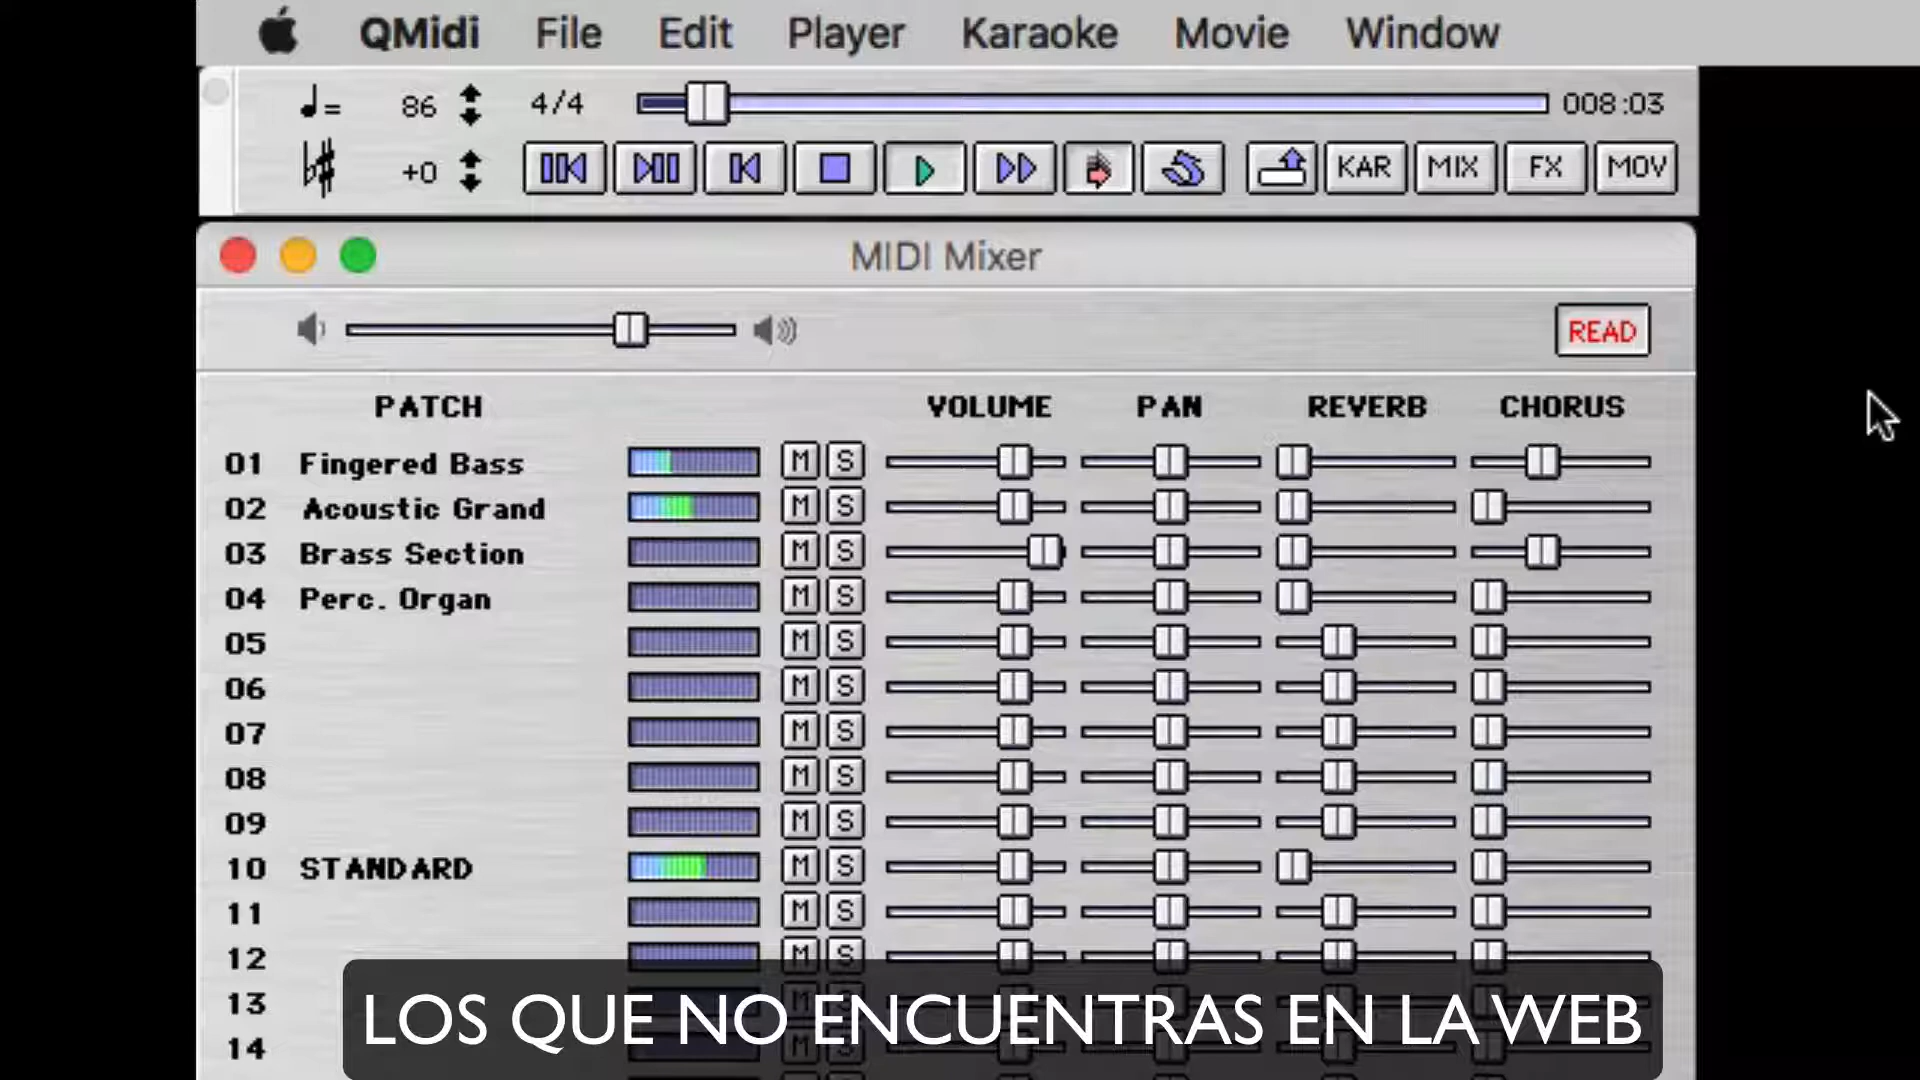 QMidi File Edit Player Karaoke Movie Window
= 86 4/4 008:03
+0 KAR MIX FX MOV
MIDI Mixer
READ
PATCH VOLUME PAN REVERB CHORUS
01 Fingered Bass M S
02 Acoustic Grand M S
03 Brass Section M S
04 Perc. Organ M S
05 M S
06 M S
07 M S
08 M S
09 M S
10 STANDARD M S
11 M S
12 M S
13
14
LOS QUE NO ENCUENTRAS EN LA WEB